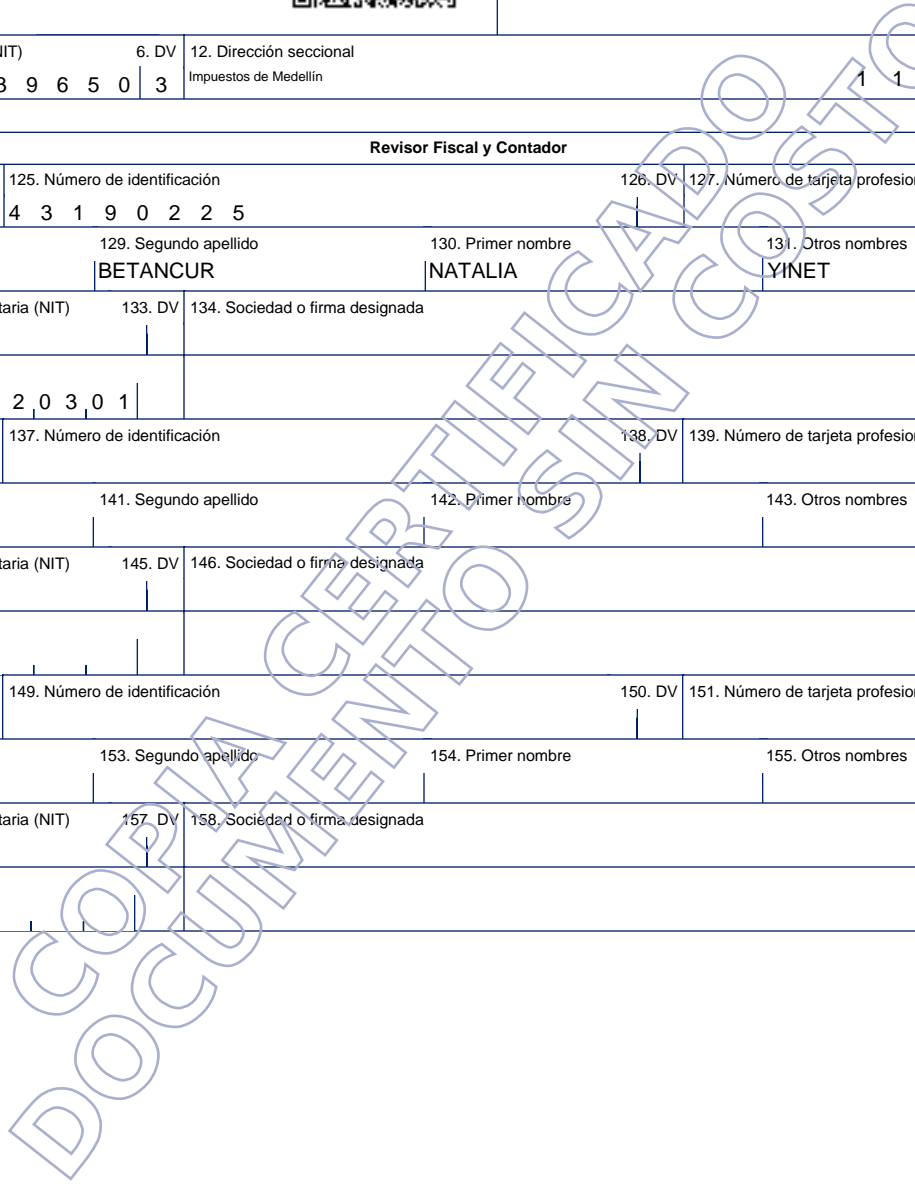 NIT) 6. DV 12. Dirección seccional
3 9 6 5 0 3 Impuestos de Medellín 1 1
Revisor Fiscal y Contador
125. Número de identificación 126. DV 127. Número de tarjeta profesion
4 3 1 9 0 2 2 5
129. Segundo apellido 130. Primer nombre 131. Otros nombres
BETANCUR NATALIA YINET
taria (NIT) 133. DV 134. Sociedad o firma designada
2 0 3 0 1
137. Número de identificación 138. DV 139. Número de tarjeta profesion
141. Segundo apellido 142. Primer nombre 143. Otros nombres
taria (NIT) 145. DV 146. Sociedad o firma designada
149. Número de identificación 150. DV 151. Número de tarjeta profesion
153. Segundo apellido 154. Primer nombre 155. Otros nombres
taria (NIT) 157. DV 158. Sociedad o firma designada
COPIA CERTIFICADO
DOCUMENTO SIN COSTO